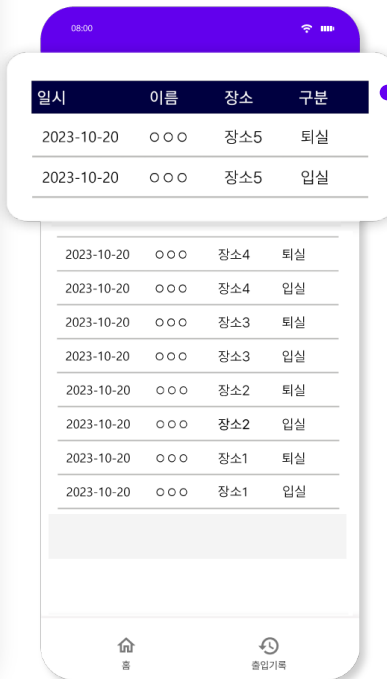 08:00
일시 이름 장소 구분
2023-10-20 ○○○ 장소5 퇴실
2023-10-20 ○○○ 장소5 입실
2023-10-20 ○○○ 장소4 퇴실
2023-10-20 ○○○ 장소4 입실
2023-10-20 ○○○ 장소3 퇴실
2023-10-20 ○○○ 장소3 입실
2023-10-20 ○○○ 장소2 퇴실
2023-10-20 ○○○ 장소2 입실
2023-10-20 ○○○ 장소1 퇴실
2023-10-20 ○○○ 장소1 입실
홈 출입기록